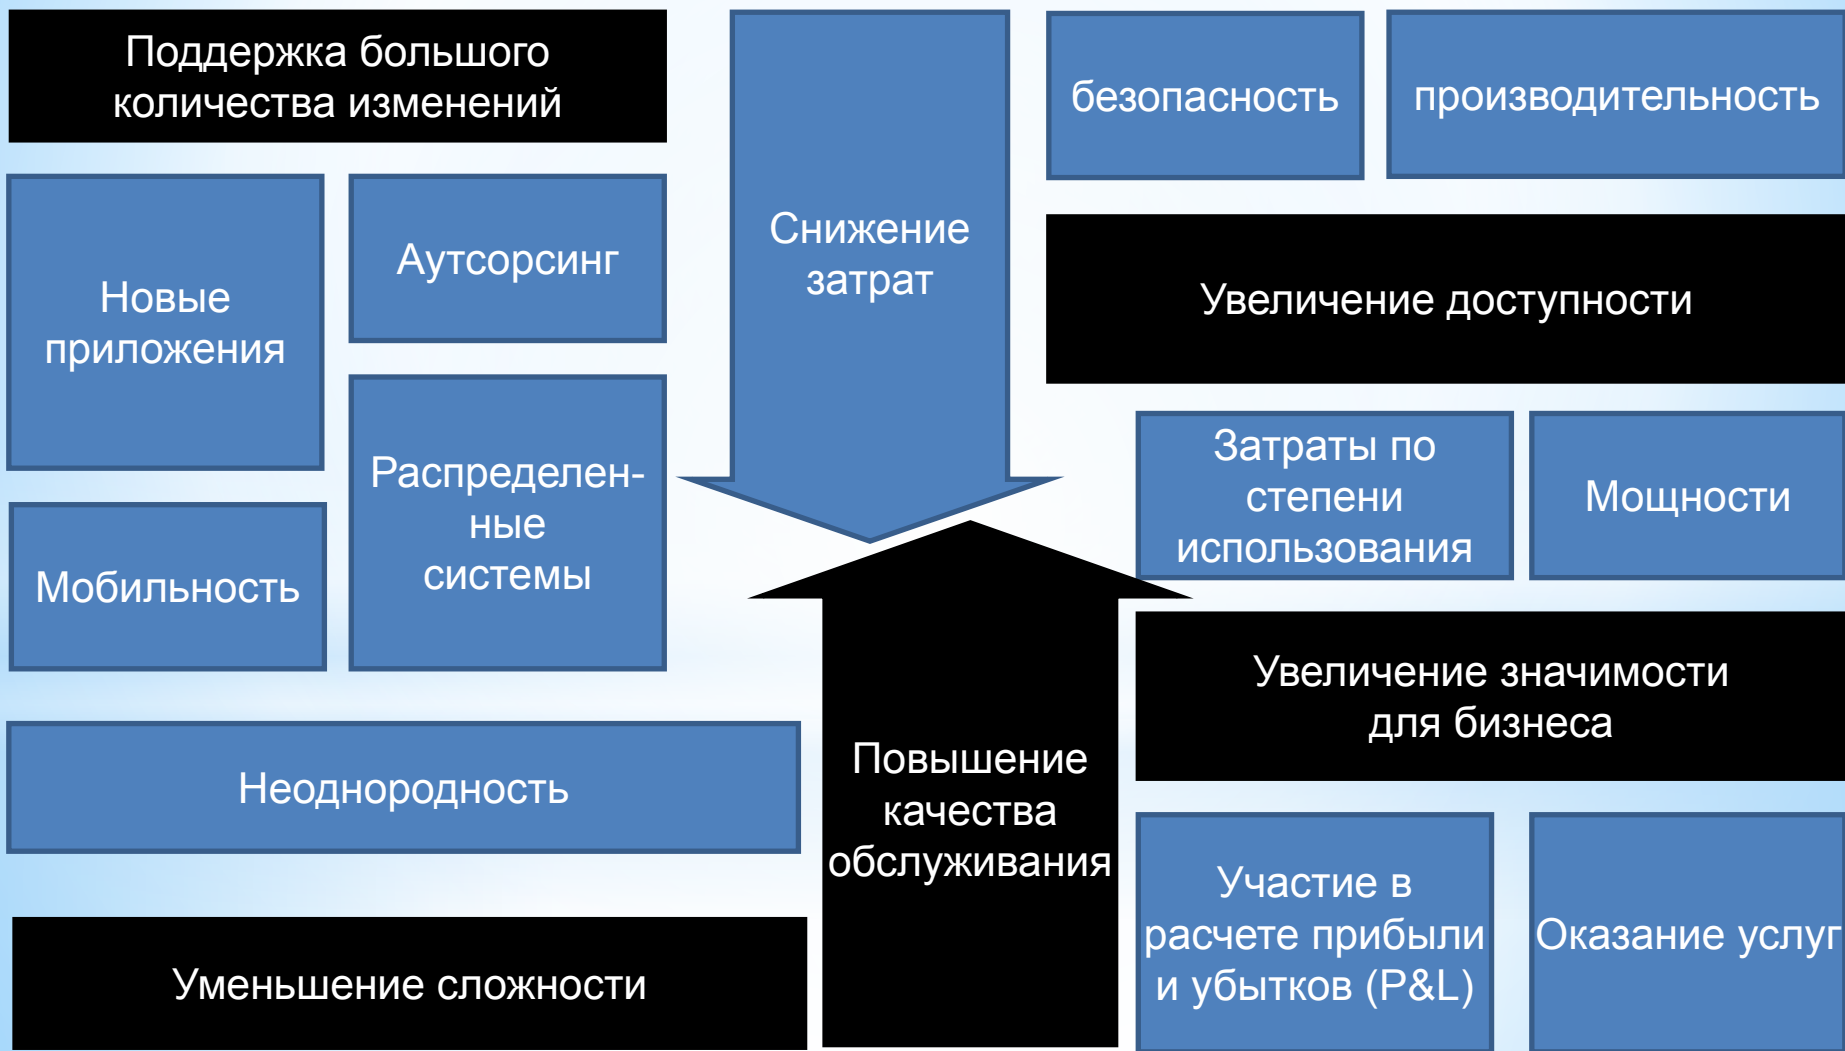 Поддержка большого
количества изменений
Новые
приложения
Аутсорсинг
Распределен-
ные
системы
Мобильность
Неоднородность
Уменьшение сложности
Снижение
затрат
Повышение
качества
обслуживания
безопасность
производительность
Увеличение доступности
Затраты по
степени
использования
Мощности
Увеличение значимости
для бизнеса
Участие в
расчете прибыли
и убытков (P&L)
Оказание услуг